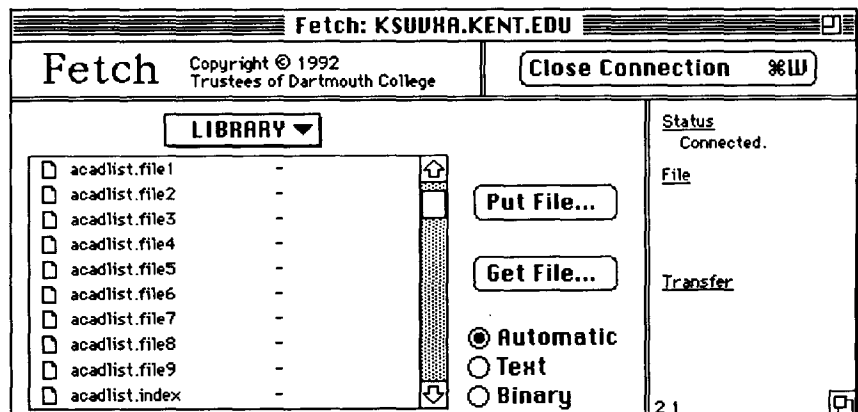 Fetch: KSUVXA.KENT.EDU
Fetch
Copyright © 1992
Trustees of Dartmouth College
Close Connection ⌘W
LIBRARY
acadlist.file1 -
acadlist.file2 -
acadlist.file3 -
acadlist.file4 -
acadlist.file5 -
acadlist.file6 -
acadlist.file7 -
acadlist.file8 -
acadlist.file9 -
acadlist.index -
Put File...
Get File...
Automatic
Text
Binary
Status
Connected.
File
Transfer
2.1